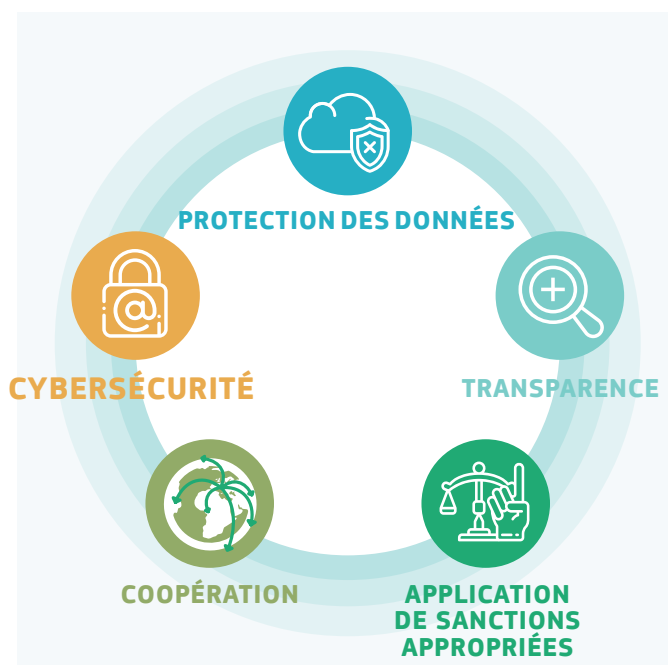 PROTECTION DES DONNÉES
CYBERSÉCURITÉ
TRANSPARENCE
COOPÉRATION
APPLICATION
DE SANCTIONS
APPROPRIÉES